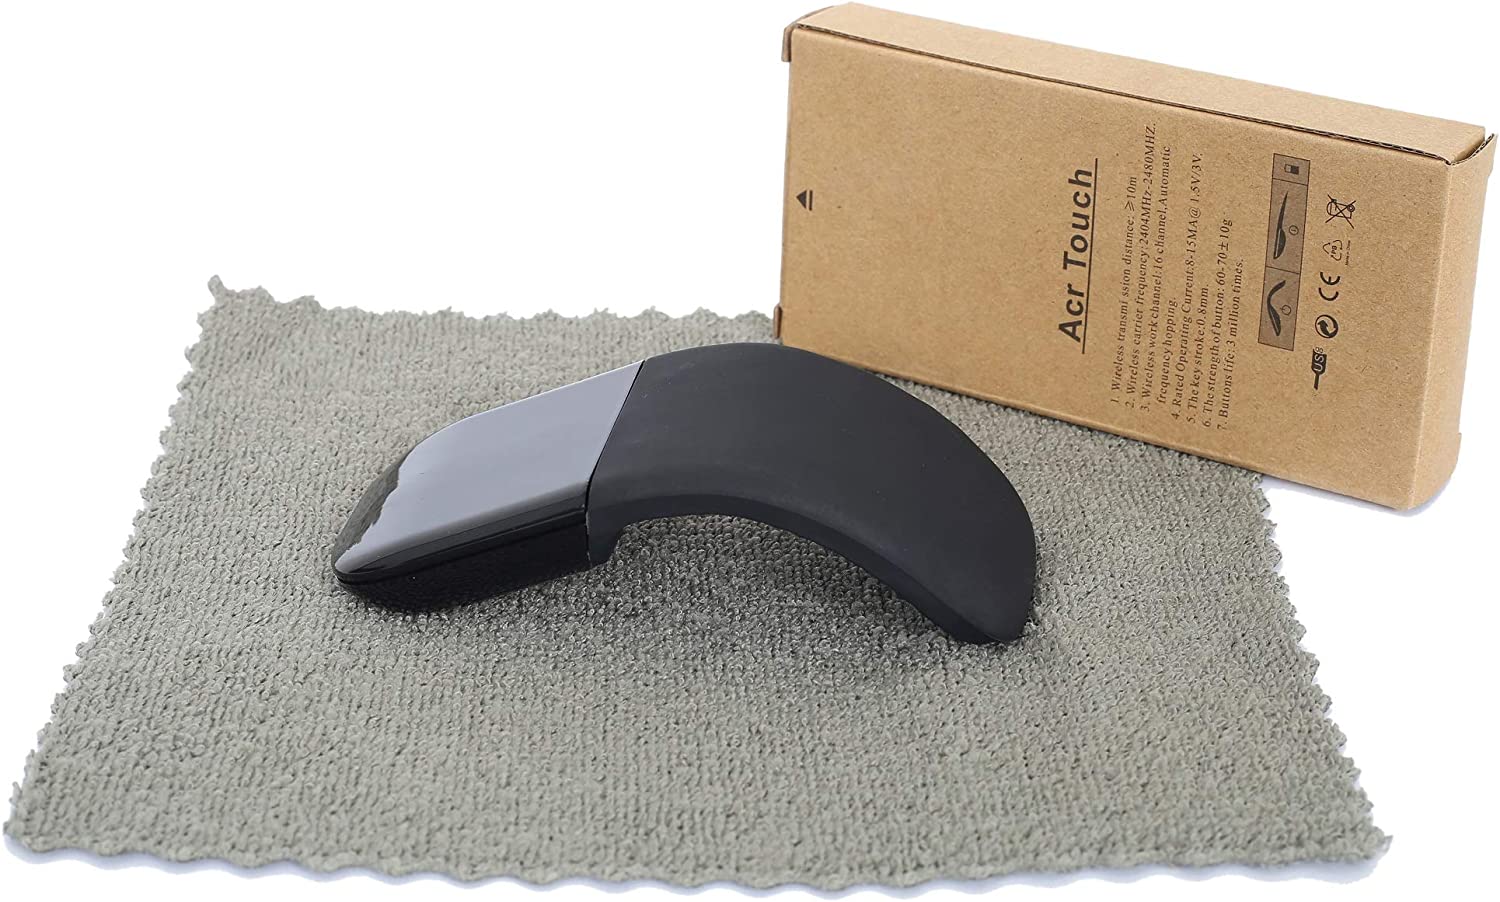 Acr Touch
1. Wireless transmi ssion distance: ≥10m
2. Wireless carrier frequency:2404MHz-2480MHZ.
3. Wireless work channel:16 channel,Automatic
frequency hopping.
4. Rated Operating Current:8-15MA@ 1.5V/3V.
5. The key stroke:0.8mm.
6. The strength of button: 60-70±10g
7. Buttons life: 3 million times.
USB
CE